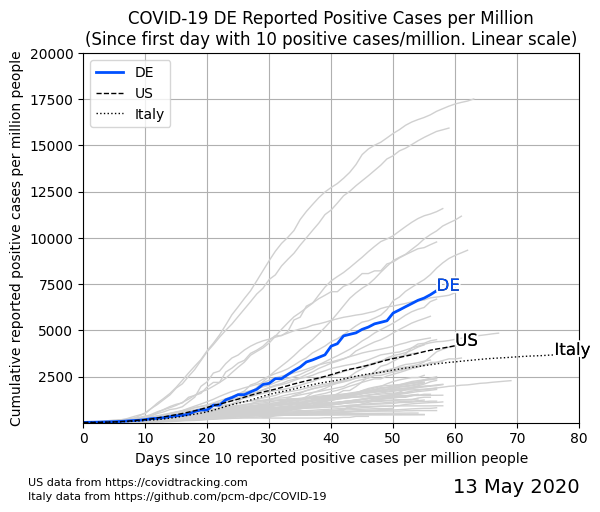 COVID-19 DE Reported Positive Cases per Million
(Since first day with 10 positive cases/million. Linear scale)
Cumulative reported positive cases per million people
20000
17500
15000
12500
10000
7500
5000
2500
DE
US
Italy
DE
US
Italy
0 10 20 30 40 50 60 70 80
Days since 10 reported positive cases per million people
US data from https://covidtracking.com
Italy data from https://github.com/pcm-dpc/COVID-19
13 May 2020